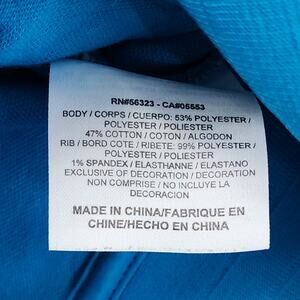 RN#56323 - CA#05553
BODY / CORPS / CUERPO: 53% POLYESTER /
POLYESTER / POLIESTER
47% COTTON / COTON / ALGODON
RIB / BORD COTE / RIBETE: 99% POLYESTER /
POLYESTER / POLIESTER
1% SPANDEX / ELASTHANNE / ELASTANO
EXCLUSIVE OF DECORATION / DECORATION
NON COMPRISE / NO INCLUYE LA
DECORACION
MADE IN CHINA/FABRIQUE EN
CHINE/HECHO EN CHINA